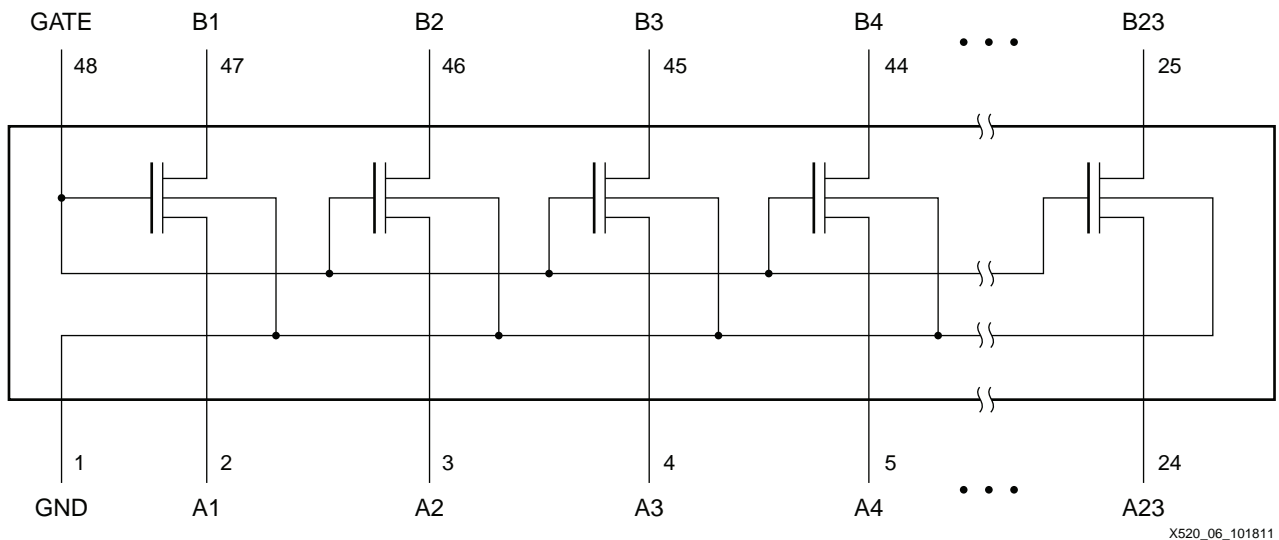 GATE B1 B2 B3 B4 • • • B23
48 47 46 45 44 25
1 2 3 4 5 24
GND A1 A2 A3 A4 • • • A23
X520_06_101811